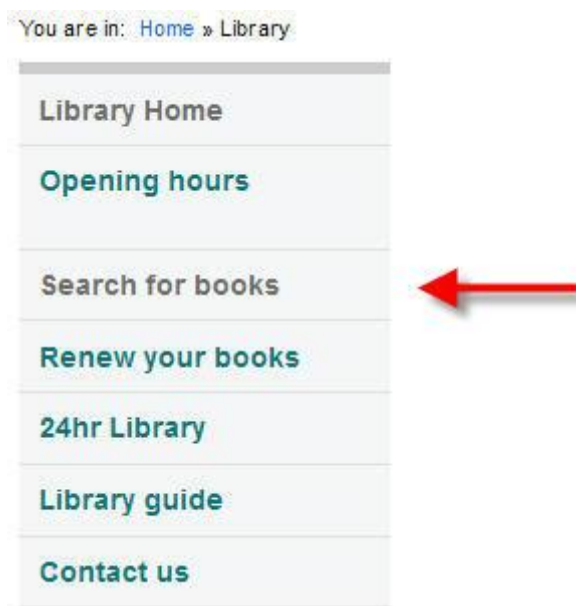 You are in: Home » Library
Library Home
Opening hours
Search for books
Renew your books
24hr Library
Library guide
Contact us